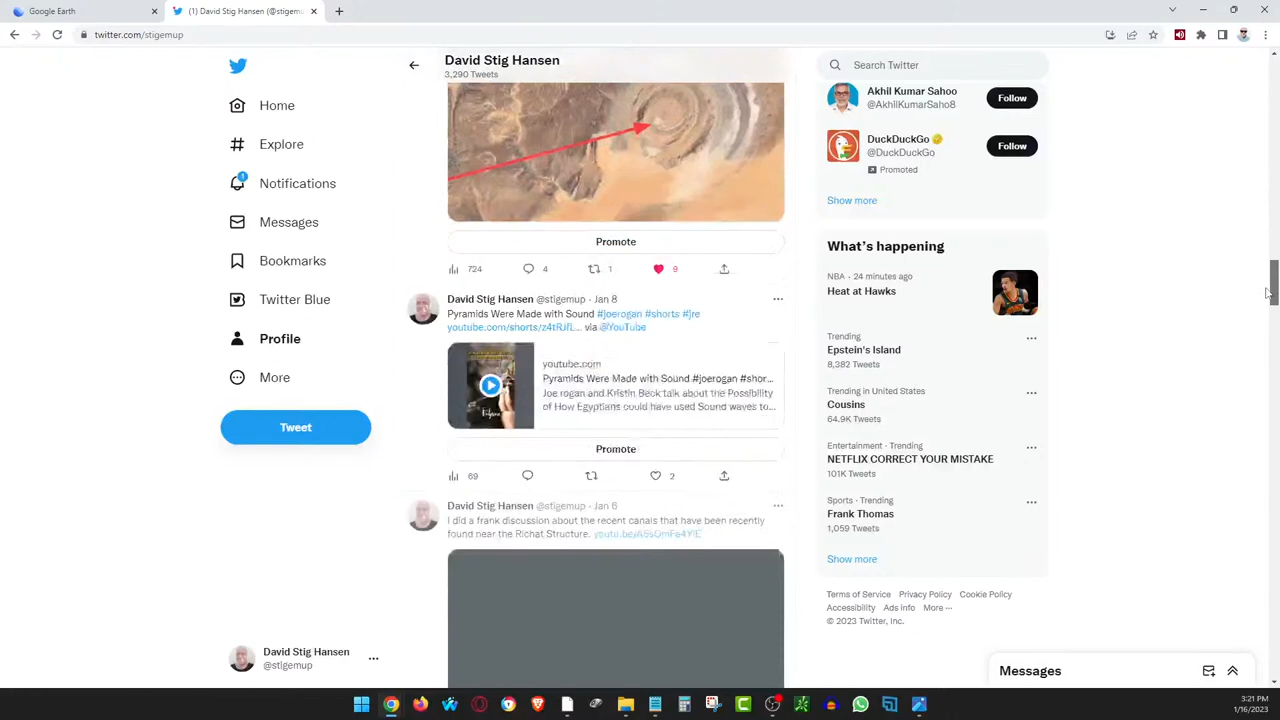 Google Earth
(1) David Stig Hansen (@stigemu
twitter.com/stigemup
Home
Explore
1
Notifications
Messages
Bookmarks
Twitter Blue
Profile
More
Tweet
David Stig Hansen
@stigemup
David Stig Hansen
3,290 Tweets
Promote
724
4
1
9
David Stig Hansen @stigemup · Jan 8
Pyramids Were Made with Sound #joerogan #shorts #jre
youtube.com/shorts/z4tRJfL... via @YouTube
youtube.com
Pyramids Were Made with Sound #joerogan #shor...
Joe rogan and Kristin Beck talk about the Possibility
of How Egyptians could have used Sound waves to...
Promote
69
2
David Stig Hansen @stigemup · Jan 6
I did a frank discussion about the recent canals that have been recently
found near the Richat Structure.
Search Twitter
Akhil Kumar Sahoo
@AkhilKumarSaho8
Follow
DuckDuckGo
@DuckDuckGo
Follow
Promoted
Show more
What's happening
NBA · 24 minutes ago
Heat at Hawks
Trending
Epstein's Island
8,382 Tweets
Trending in United States
Cousins
64.9K Tweets
Entertainment · Trending
NETFLIX CORRECT YOUR MISTAKE
101K Tweets
Sports · Trending
Frank Thomas
1,059 Tweets
Show more
Terms of Service Privacy Policy Cookie Policy
Accessibility Ads info More ...
© 2023 Twitter, Inc.
Messages
3:21 PM
1/16/2023